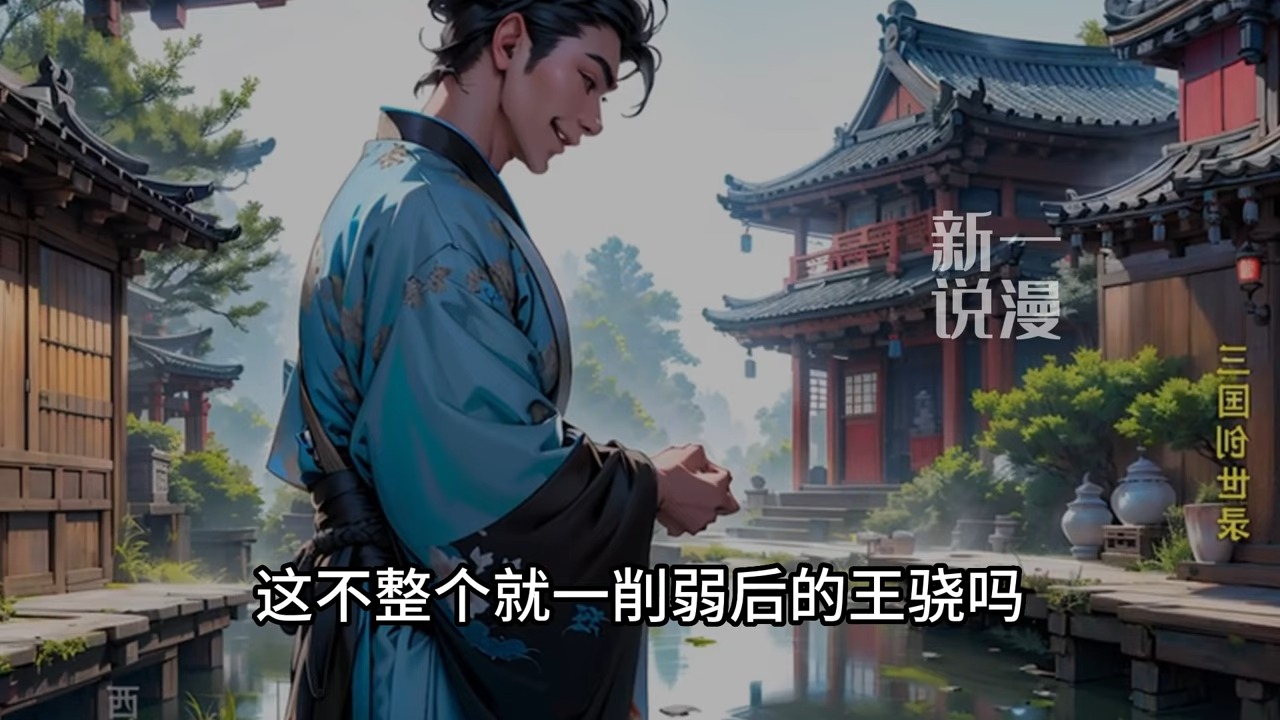 新一
说漫
三国创世录
这不整个就一削弱后的王骁吗
西